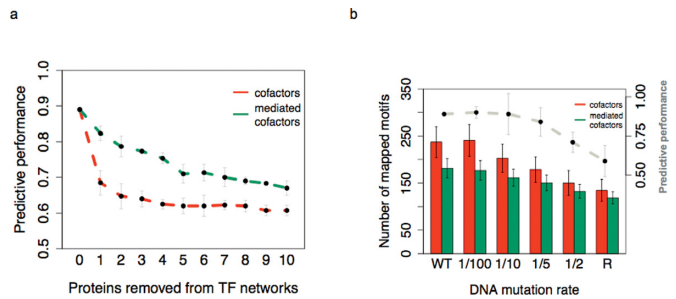 a
Predictive performance
1.0
0.9
0.8
0.7
0.6
0.5
cofactors
mediated
cofactors
0 1 2 3 4 5 6 7 8 9 10
Proteins removed from TF networks
b
Number of mapped motifs
350
250
150
50
0
cofactors
mediated
cofactors
1.00
0.75
0.50
Predictive performance
WT 1/100 1/10 1/5 1/2 R
DNA mutation rate